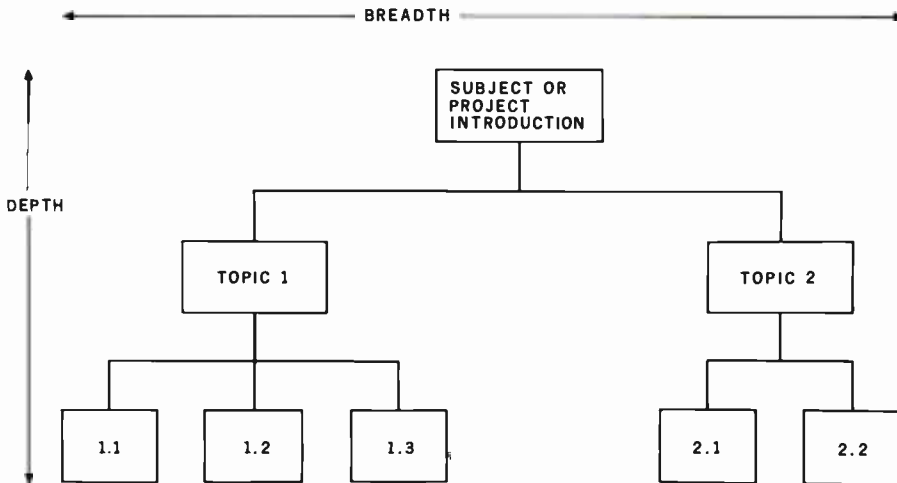 BREADTH
SUBJECT OR
PROJECT
INTRODUCTION
DEPTH
TOPIC 1
TOPIC 2
1.1
1.2
1.3
2.1
2.2